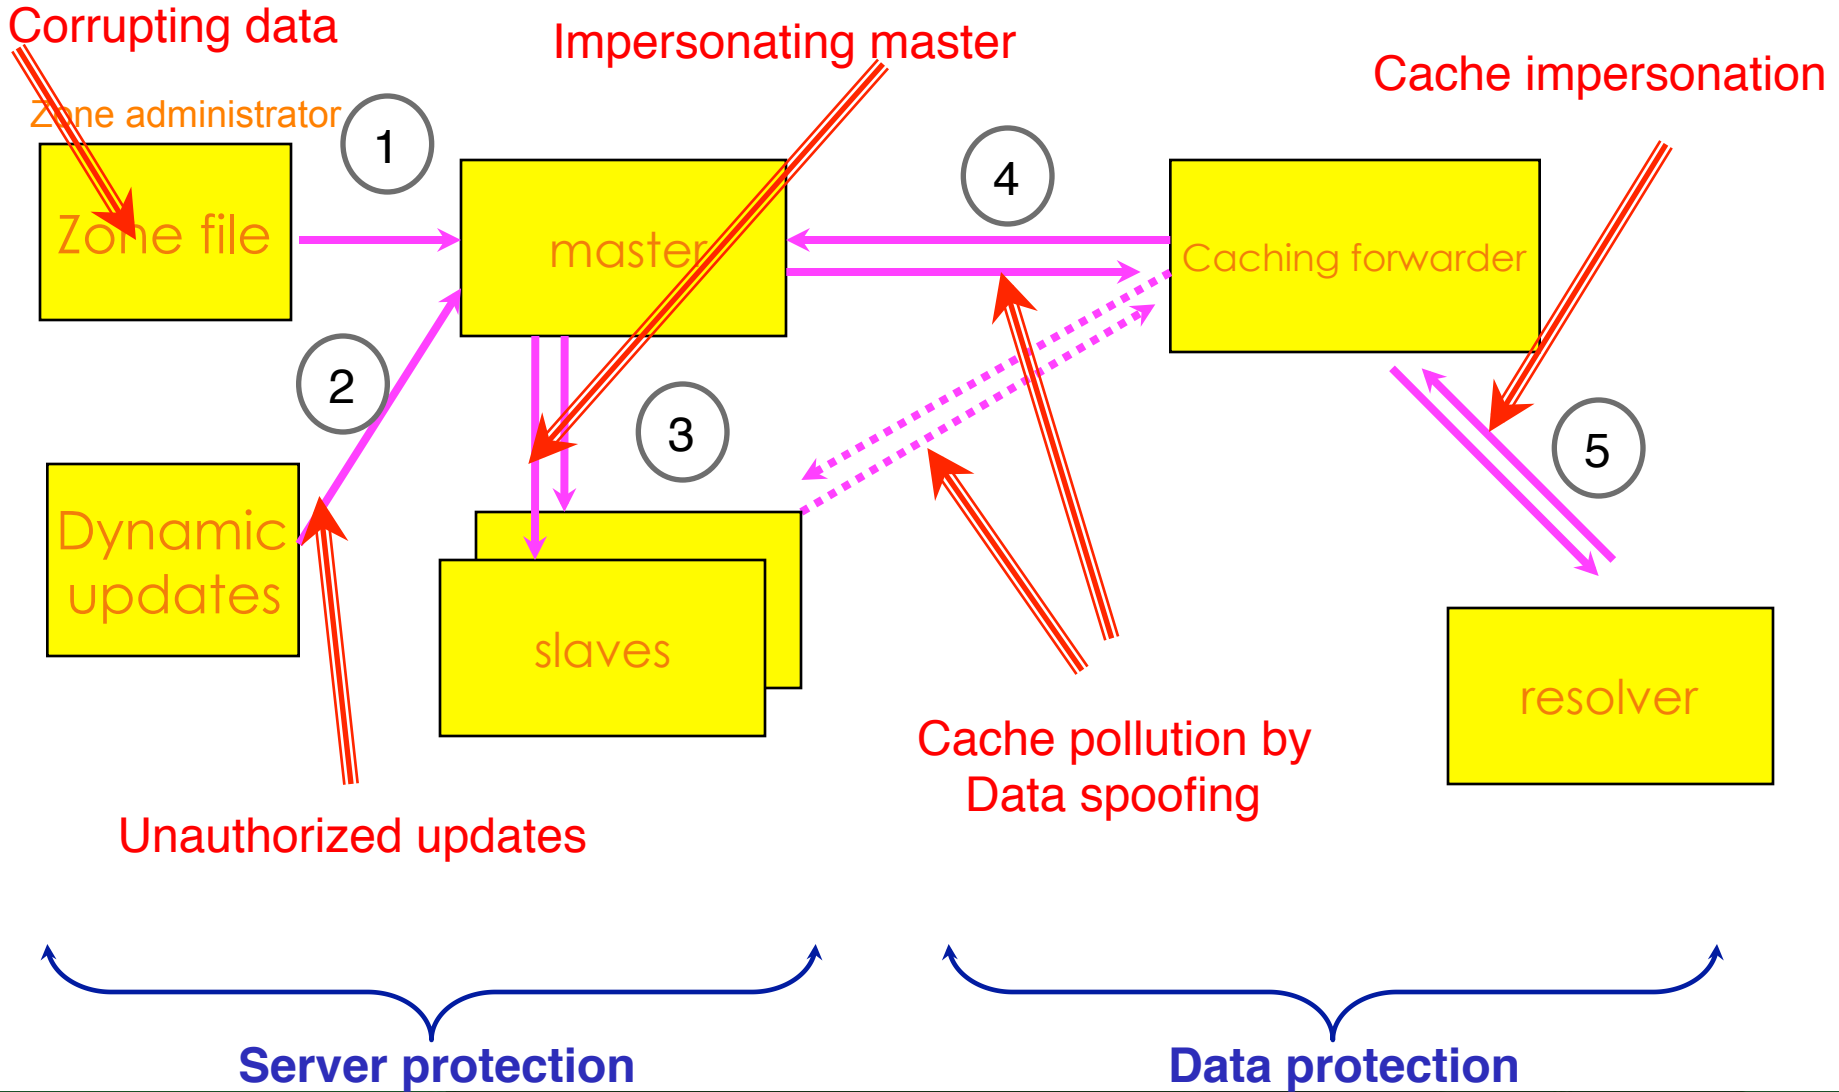 Corrupting data
Impersonating master
Cache impersonation
Zone administrator
1
4
Zone file
master
Caching forwarder
2
3
5
Dynamic
updates
slaves
resolver
Cache pollution by
Data spoofing
Unauthorized updates
Server protection
Data protection